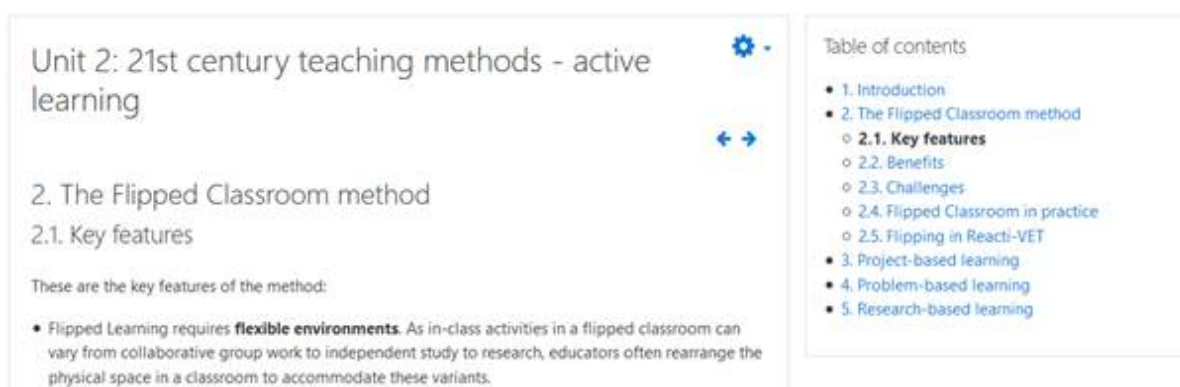 Unit 2: 21st century teaching methods - active
learning
2. The Flipped Classroom method
2.1. Key features
These are the key features of the method:
• Flipped Learning requires flexible environments. As in-class activities in a flipped classroom can
vary from collaborative group work to independent study to research, educators often rearrange the
physical space in a classroom to accommodate these variants.
Table of contents
• 1. Introduction
• 2. The Flipped Classroom method
◦ 2.1. Key features
◦ 2.2. Benefits
◦ 2.3. Challenges
◦ 2.4. Flipped Classroom in practice
◦ 2.5. Flipping in Reacti-VET
• 3. Project-based learning
• 4. Problem-based learning
• 5. Research-based learning